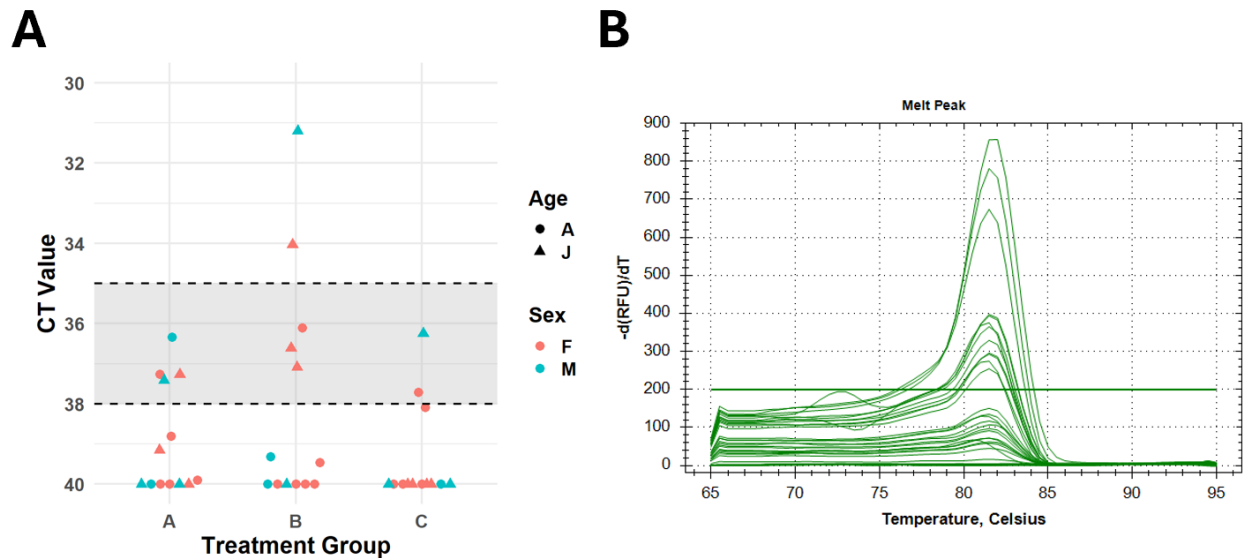 A
B
30
32
34
36
38
40
CT Value
A
B
C
Treatment Group
Age
A
J
Sex
F
M
Melt Peak
900
800
700
600
500
400
300
200
100
0
-d(RFU)/dT
65
70
75
80
85
90
95
Temperature, Celsius